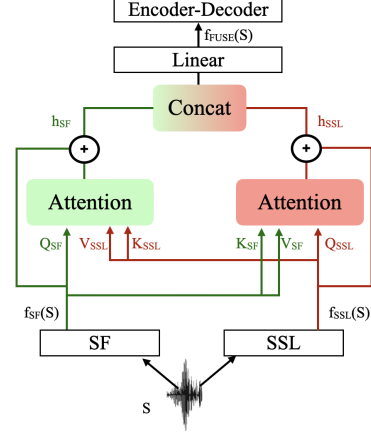 Encoder-Decoder
fFUSE(S)
Linear
Concat
hSF
hSSL
+
+
Attention
Attention
QSF
VSSL
KSSL
KSF
VSF
QSSL
fSF(S)
fSSL(S)
SF
SSL
S